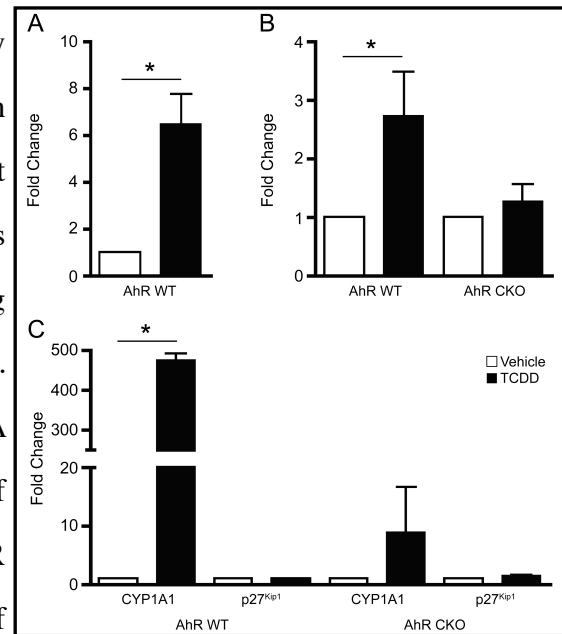 A
B
10
8
6
4
2
0
Fold Change
*
AhR WT
4
3
2
1
0
Fold Change
*
AhR WT
AhR CKO
C
500
400
300
20
10
0
Fold Change
*
Vehicle
TCDD
CYP1A1
p27Kip1
CYP1A1
p27Kip1
AhR WT
AhR CKO